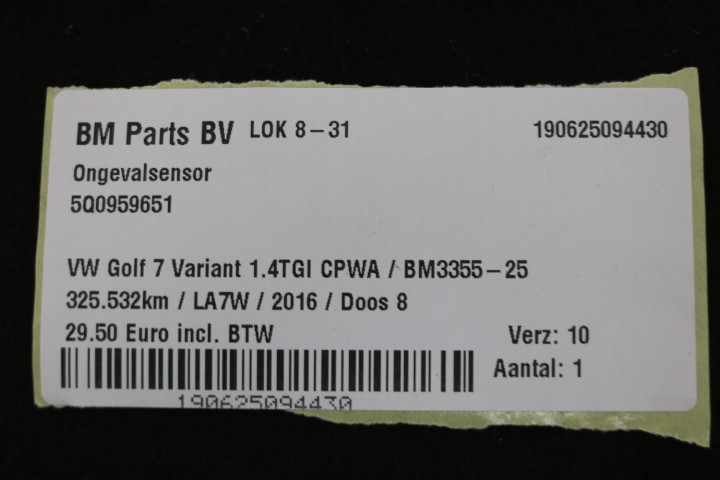 BM Parts BV LOK 8-31 190625094430
Ongevalsensor
5Q0959651
VW Golf 7 Variant 1.4TGI CPWA / BM3355-25
325.532km / LA7W / 2016 / Doos 8
29.50 Euro incl. BTW Verz: 10
Aantal: 1
190625094430